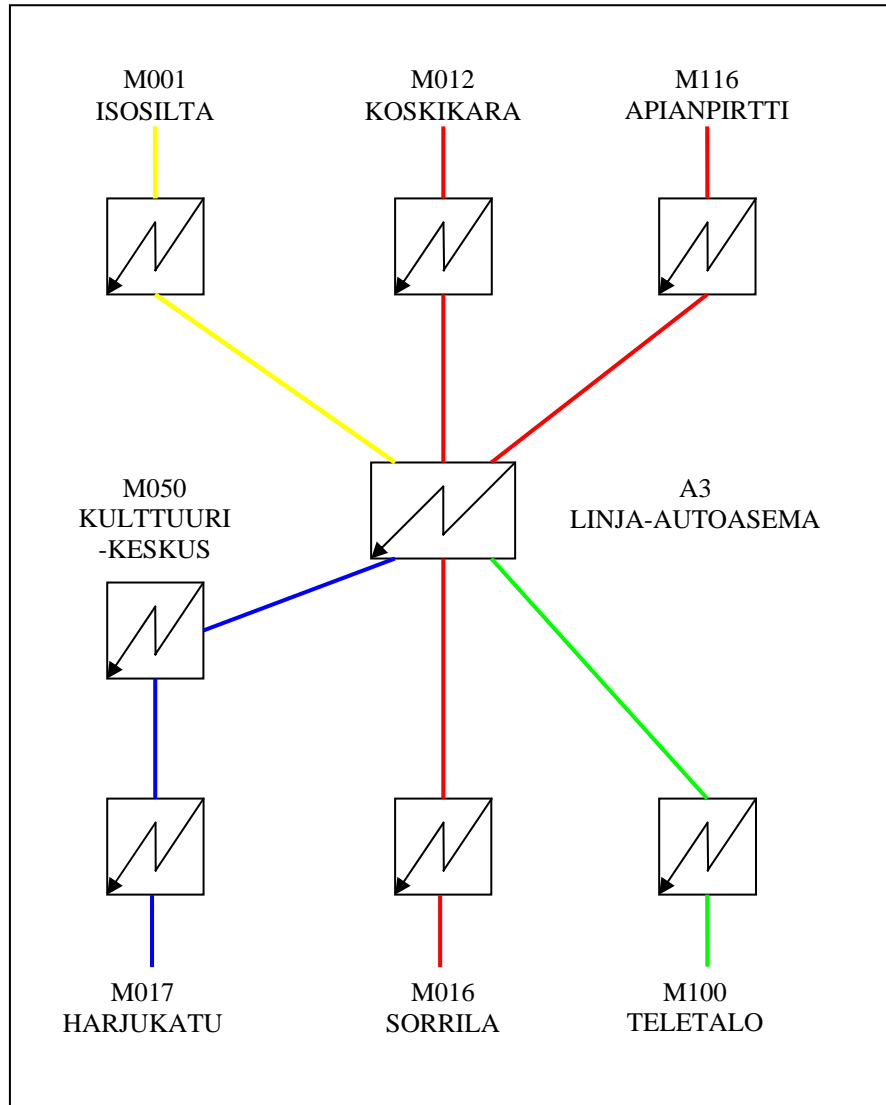 M001
ISOSILTA
M012
KOSKIKARA
M116
APIANPIRTTI
M050
KULTTUURI
-KESKUS
A3
LINJA-AUTOASEMA
M017
HARJUKATU
M016
SORRILA
M100
TELETALO